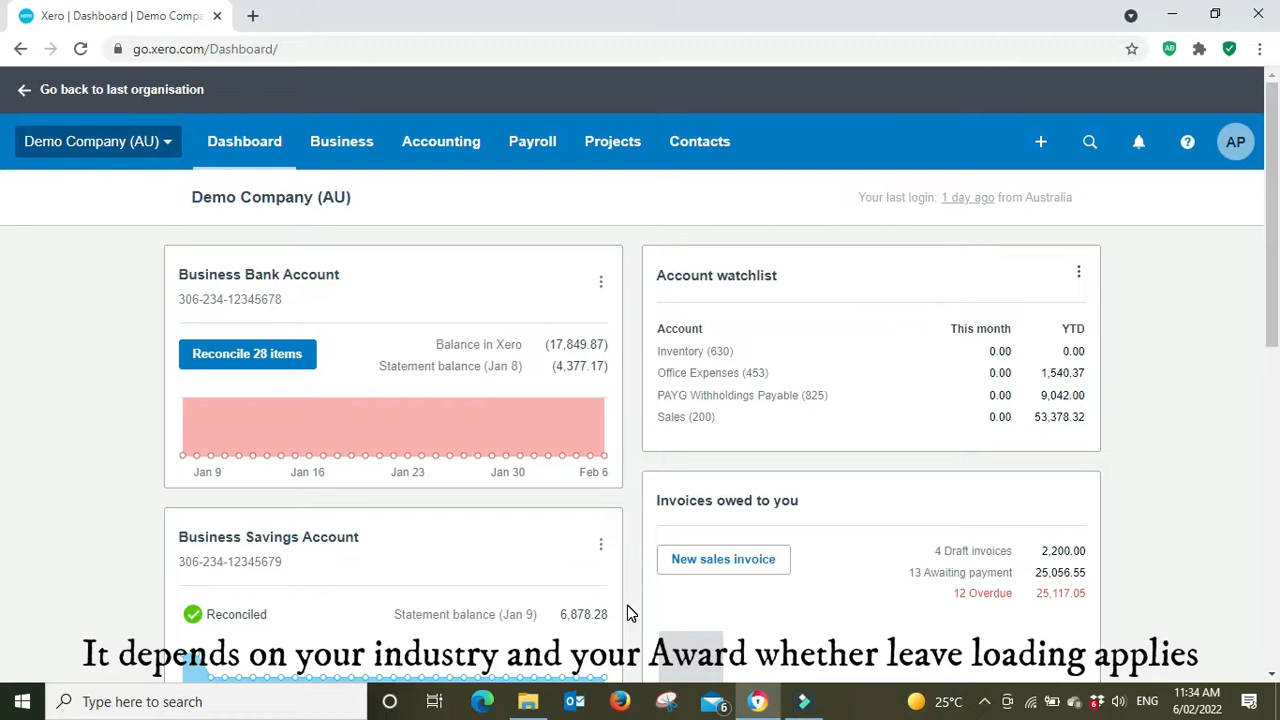 Xero | Dashboard | Demo Compa
go.xero.com/Dashboard/
Go back to last organisation
Demo Company (AU) Dashboard Business Accounting Payroll Projects Contacts AP
Demo Company (AU) Your last login: 1 day ago from Australia
Business Bank Account
306-234-12345678
Reconcile 28 items
Balance in Xero (17,849.87)
Statement balance (Jan 8) (4,377.17)
Jan 9 Jan 16 Jan 23 Jan 30 Feb 6
Account watchlist
Account This month YTD
Inventory (630) 0.00 0.00
Office Expenses (453) 0.00 1,540.37
PAYG Withholdings Payable (825) 0.00 9,042.00
Sales (200) 0.00 53,378.32
Business Savings Account
306-234-12345679
Reconciled Statement balance (Jan 9) 6,878.28
Invoices owed to you
New sales invoice
4 Draft invoices 2,200.00
13 Awaiting payment 25,056.55
12 Overdue 25,117.05
It depends on your industry and your Award whether leave loading applies
Type here to search 6 25°C 6 ENG 11:34 AM
6/02/2022